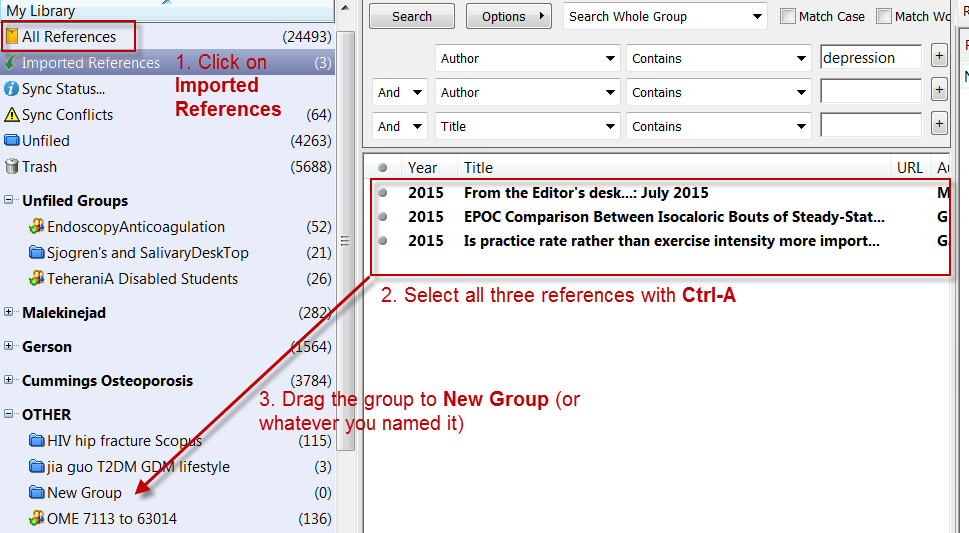 My Library
All References (24493)
Imported References (3)
1. Click on
Imported
References
Sync Status...
Sync Conflicts (64)
Unfiled (4263)
Trash (5688)
Unfiled Groups
EndoscopyAnticoagulation (52)
Sjogren's and SalivaryDeskTop (21)
TeheraniA Disabled Students (26)
Malekinejad (282)
Gerson (1564)
Cummings Osteoporosis (3784)
OTHER
HIV hip fracture Scopus (115)
jia guo T2DM GDM lifestyle (3)
New Group (0)
OME 7113 to 63014 (136)
Search Options Search Whole Group Match Case Match Wo
Author Contains depression +
And Author Contains +
And Title Contains +
Year Title URL Au
2015 From the Editor's desk...: July 2015 M
2015 EPOC Comparison Between Isocaloric Bouts of Steady-Stat... G
2015 Is practice rate rather than exercise intensity more import... Ga
2. Select all three references with Ctrl-A
3. Drag the group to New Group (or
whatever you named it)